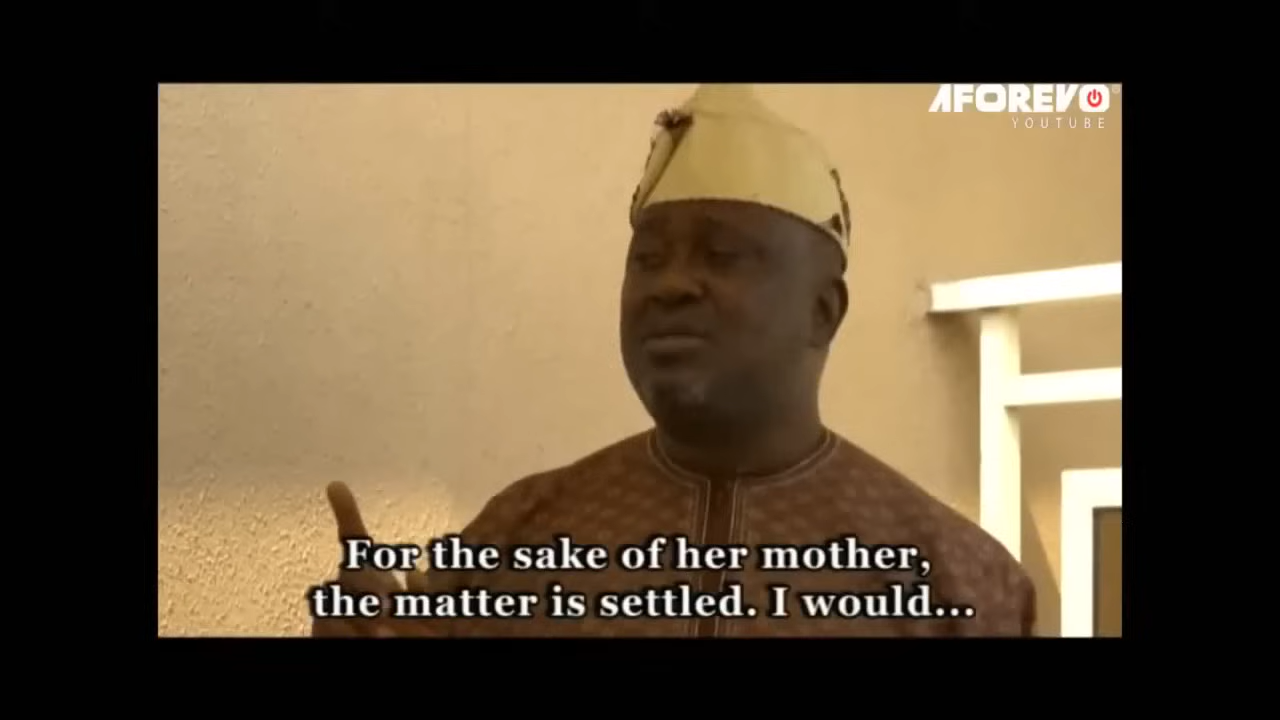 AFOREVO
YOUTUBE
For the sake of her mother,
the matter is settled. I would...